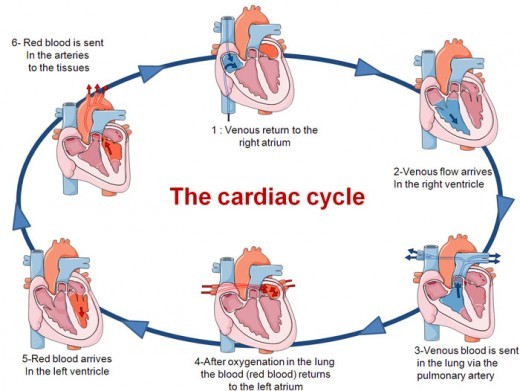 1 : Venous return to the
right atrium
2-Venous flow arrives
In the right ventricle
3-Venous blood is sent
in the lung via the
pulmonary artery
4-After oxygenation in the lung
the blood (red blood) returns
to the left atrium
5-Red blood arrives
In the left ventricle
6- Red blood is sent
In the arteries
to the tissues
The cardiac cycle